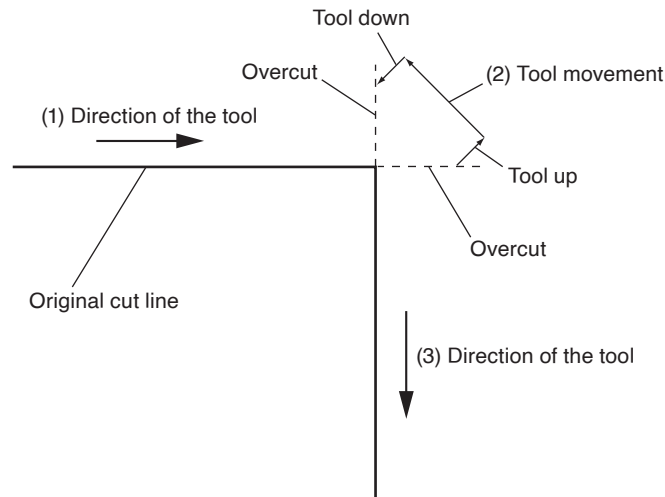 Tool down
Overcut
(2) Tool movement
(1) Direction of the tool
Tool up
Overcut
Original cut line
(3) Direction of the tool